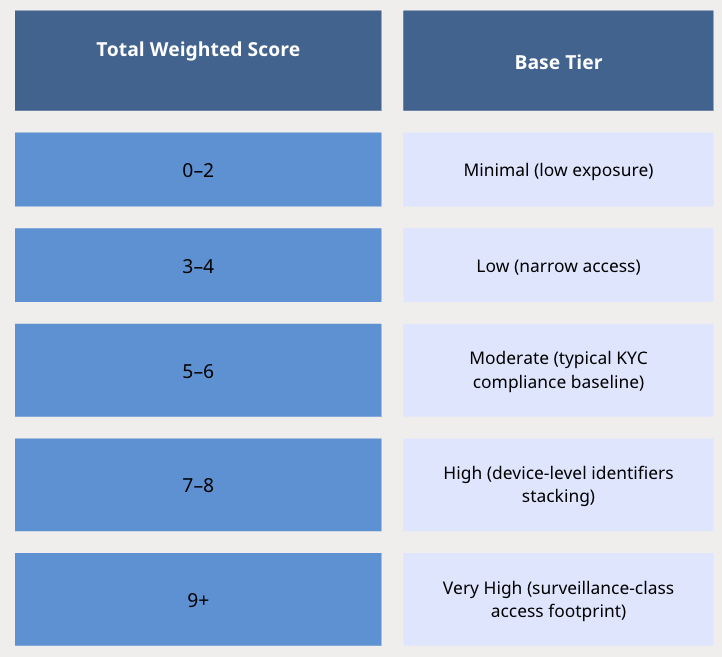 Total Weighted Score
Base Tier
0–2
Minimal (low exposure)
3–4
Low (narrow access)
5–6
Moderate (typical KYC
compliance baseline)
7–8
High (device-level identifiers
stacking)
9+
Very High (surveillance-class
access footprint)